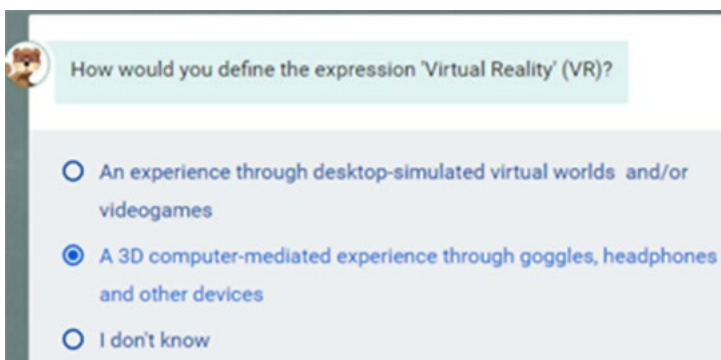 How would you define the expression 'Virtual Reality' (VR)?
An experience through desktop-simulated virtual worlds and/or
videogames
A 3D computer-mediated experience through goggles, headphones
and other devices
I don't know